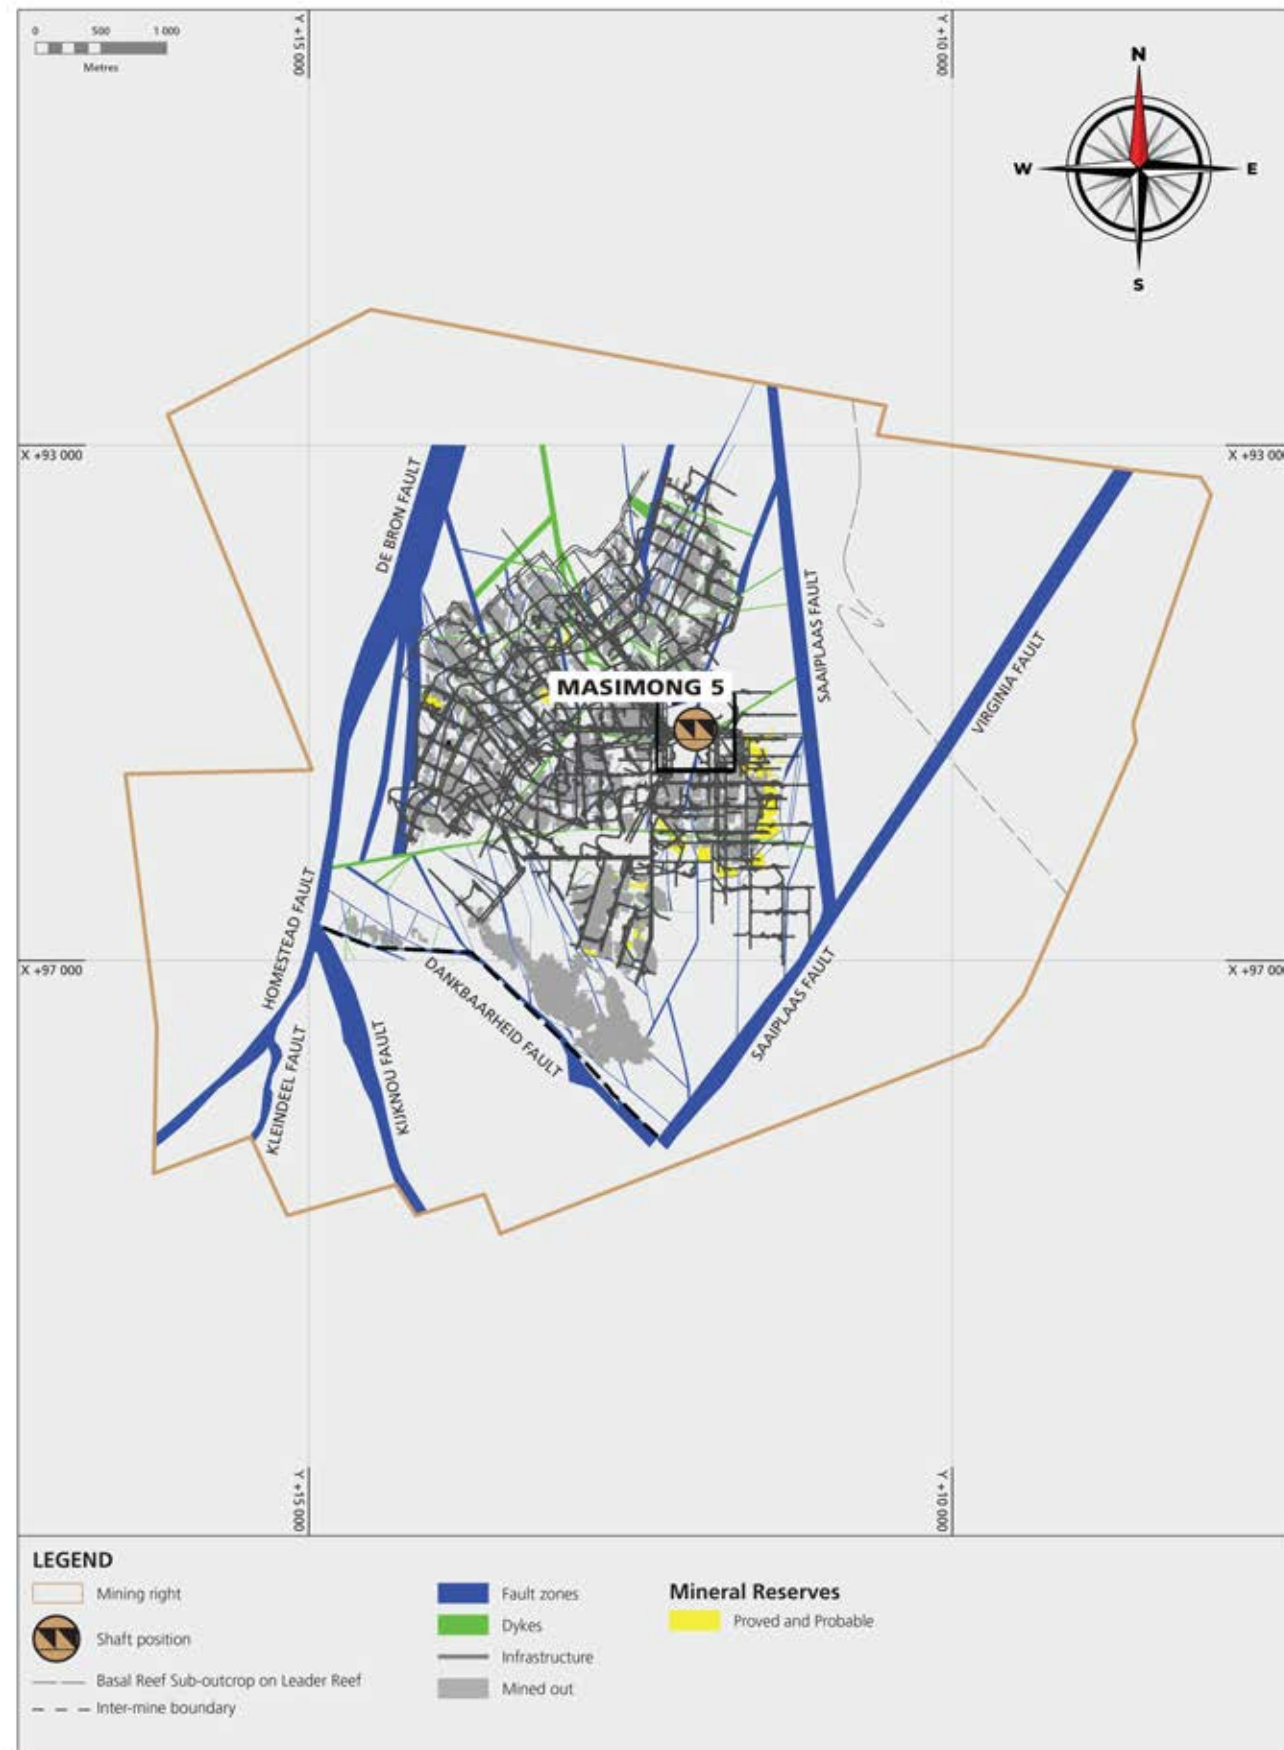 0 500 1 000
Metres
Y +15 000
Y +10 000
N
W E
S
X +93 000
X +93 00
DE BRON FAULT
SAAIPLAAS FAULT
VIRGINIA FAULT
MASIMONG 5
HOMESTEAD FAULT
X +97 000
X +97 00
DANKBAARHEID FAULT
SAAIPLAAS FAULT
KLEINDEEL FAULT
KIJKNOU FAULT
Y +15 000
Y +10 000
LEGEND
Mining right
Shaft position
Basal Reef Sub-outcrop on Leader Reef
Inter-mine boundary
Fault zones
Dykes
Infrastructure
Mined out
Mineral Reserves
Proved and Probable